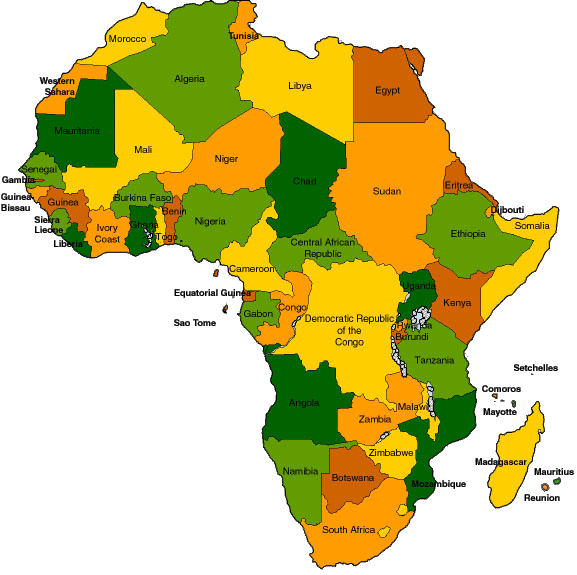 Morocco
Tunisia
Algeria
Libya
Egypt
Western
Sahara
Mauritania
Mali
Niger
Chad
Sudan
Eritrea
Djibouti
Somalia
Ethiopia
Senegal
Gambia
Guinea
Bissau
Guinea
Sierra
Lieone
Liberia
Ivory
Coast
Burkina Faso
Ghana
Togo
Benin
Nigeria
Cameroon
Central African
Republic
Equatorial Guinea
Sao Tome
Gabon
Congo
Democratic Republic
of the
Congo
Uganda
Kenya
Rwanda
Burundi
Tanzania
Setchelles
Comoros
Mayotte
Angola
Zambia
Malawi
Mozambique
Zimbabwe
Namibia
Botswana
South Africa
Madagascar
Mauritius
Reunion